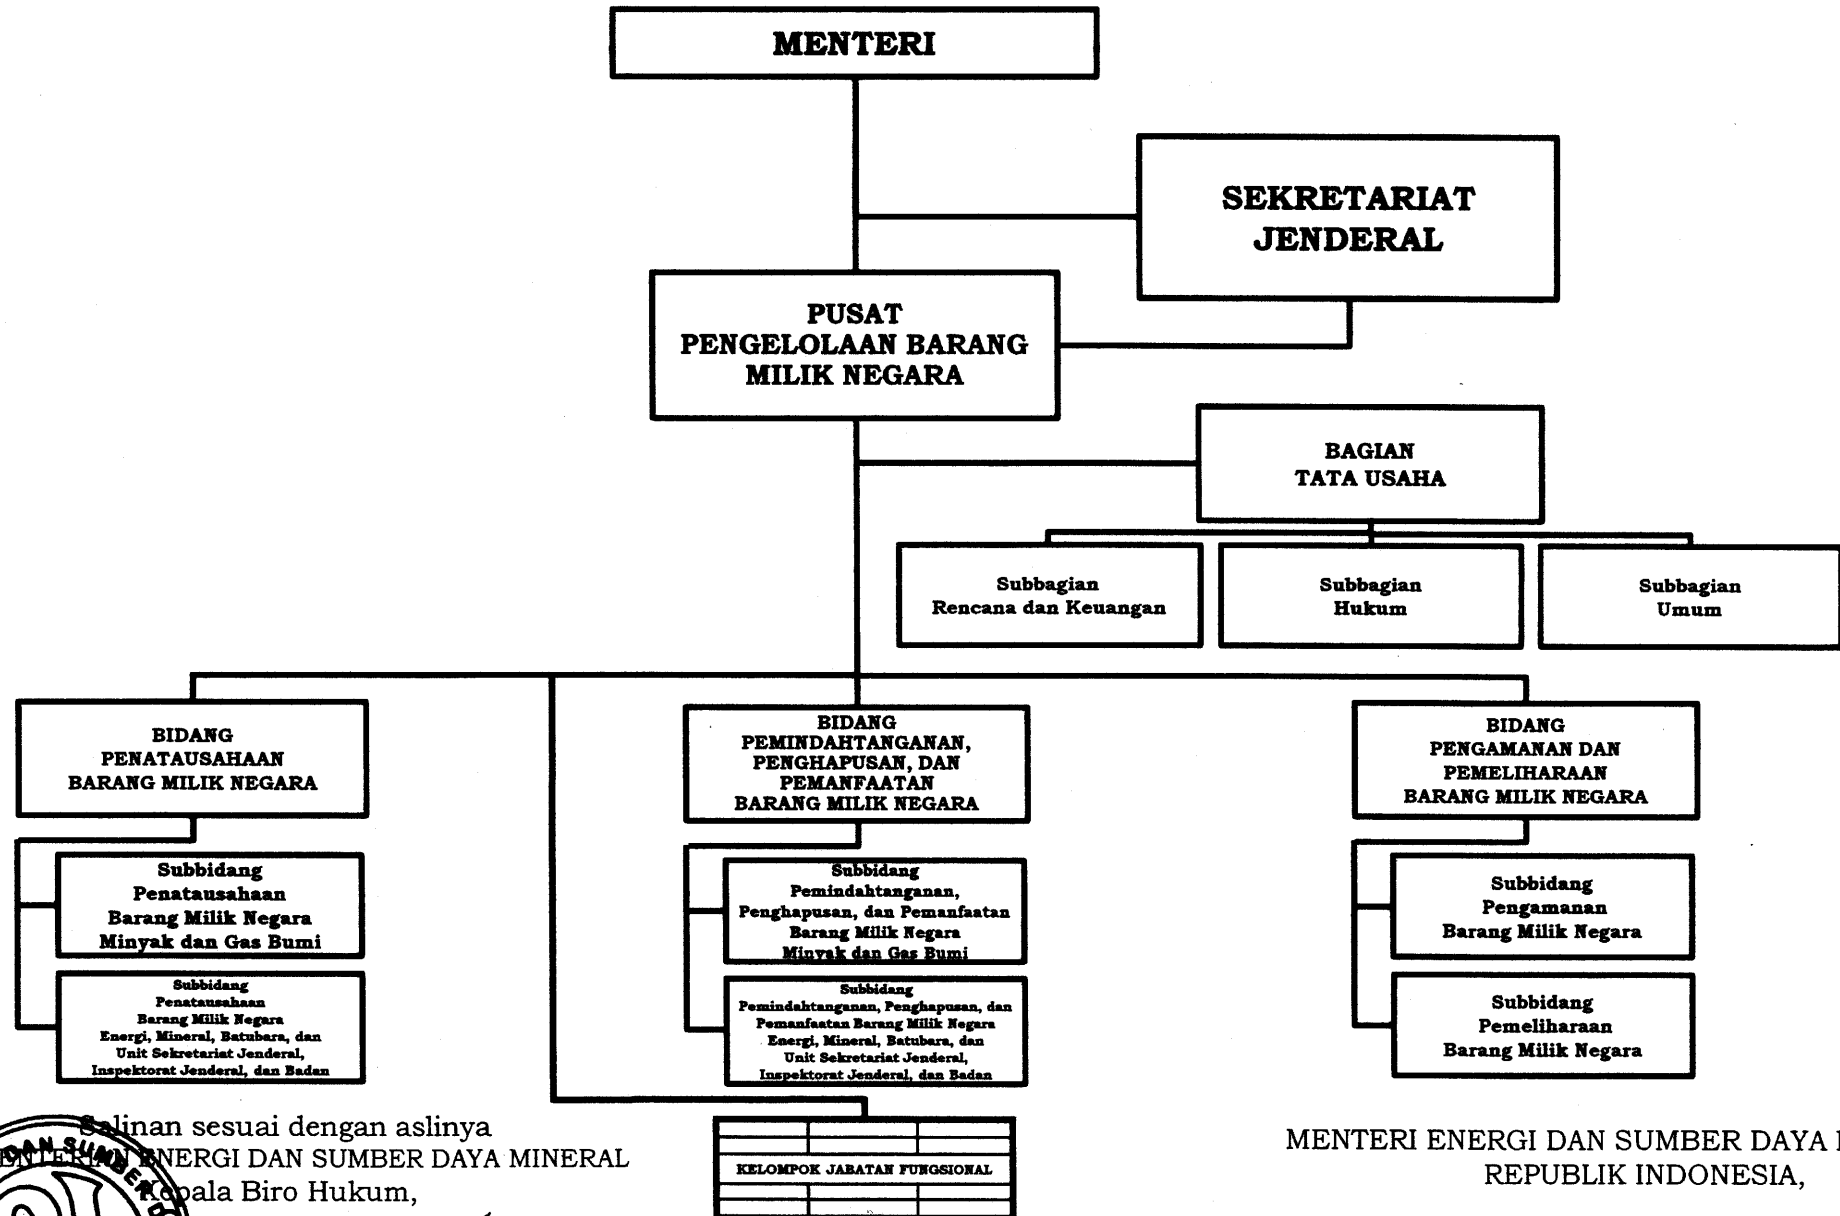 MENTERI
SEKRETARIAT
JENDERAL
PUSAT
PENGELOLAAN BARANG
MILIK NEGARA
BAGIAN
TATA USAHA
Subbagian
Rencana dan Keuangan
Subbagian
Hukum
Subbagian
Umum
BIDANG
PENATAUSAHAAN
BARANG MILIK NEGARA
BIDANG
PEMINDAHTANGANAN,
PENGHAPUSAN, DAN
PEMANFAATAN
BARANG MILIK NEGARA
BIDANG
PENGAMANAN DAN
PEMELIHARAAN
BARANG MILIK NEGARA
Subbidang
Penatausahaan
Barang Milik Negara
Minyak dan Gas Bumi
Subbidang
Penatausahaan
Barang Milik Negara
Energi, Mineral, Batubara, dan
Unit Sekretariat Jenderal,
Inspektorat Jenderal, dan Badan
Subbidang
Pemindahtanganan,
Penghapusan, dan Pemanfaatan
Barang Milik Negara
Minyak dan Gas Bumi
Subbidang
Pemindahtanganan, Penghapusan, dan
Pemanfaatan Barang Milik Negara
Energi, Mineral, Batubara, dan
Unit Sekretariat Jenderal,
Inspektorat Jenderal, dan Badan
Subbidang
Pengamanan
Barang Milik Negara
Subbidang
Pemeliharaan
Barang Milik Negara
KELOMPOK JABATAN FUNGSIONAL
Salinan sesuai dengan aslinya
ENERGI DAN SUMBER DAYA MINERAL
Kepala Biro Hukum,
DAN SUMBER
MENTERI ENERGI DAN SUMBER DAYA
REPUBLIK INDONESIA,